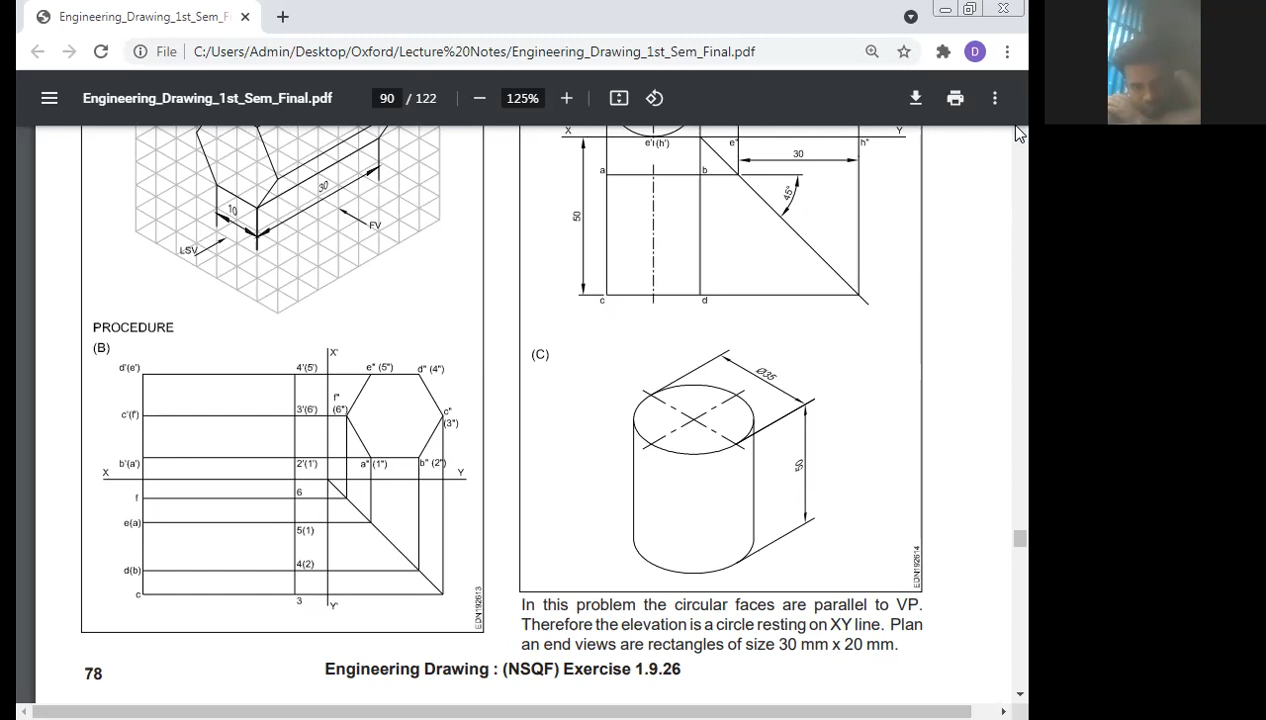 Engineering_Drawing_1st_Sem_Fi
File
C:/Users/Admin/Desktop/Oxford/Lecture%20Notes/Engineering_Drawing_1st_Sem_Final.pdf
D
Engineering_Drawing_1st_Sem_Final.pdf
90 / 122
125%
10
30
FV
LSV
PROCEDURE
(B)
X'
d'(e')
4'(5')
e" (5")
d" (4")
c'(f')
3'(6')
f"
(6")
c"
(3")
b'(a')
2'(1')
a" (1")
b" (2")
X
Y
f
6
e(a)
5(1)
d(b)
4(2)
c
3
Y'
EDN192613
X
e"
h"
Y
30
a
b
45°
50
c
d
(C)
Ø35
50
EDN192614
In this problem the circular faces are parallel to VP.
Therefore the elevation is a circle resting on XY line. Plan
an end views are rectangles of size 30 mm x 20 mm.
78
Engineering Drawing : (NSQF) Exercise 1.9.26